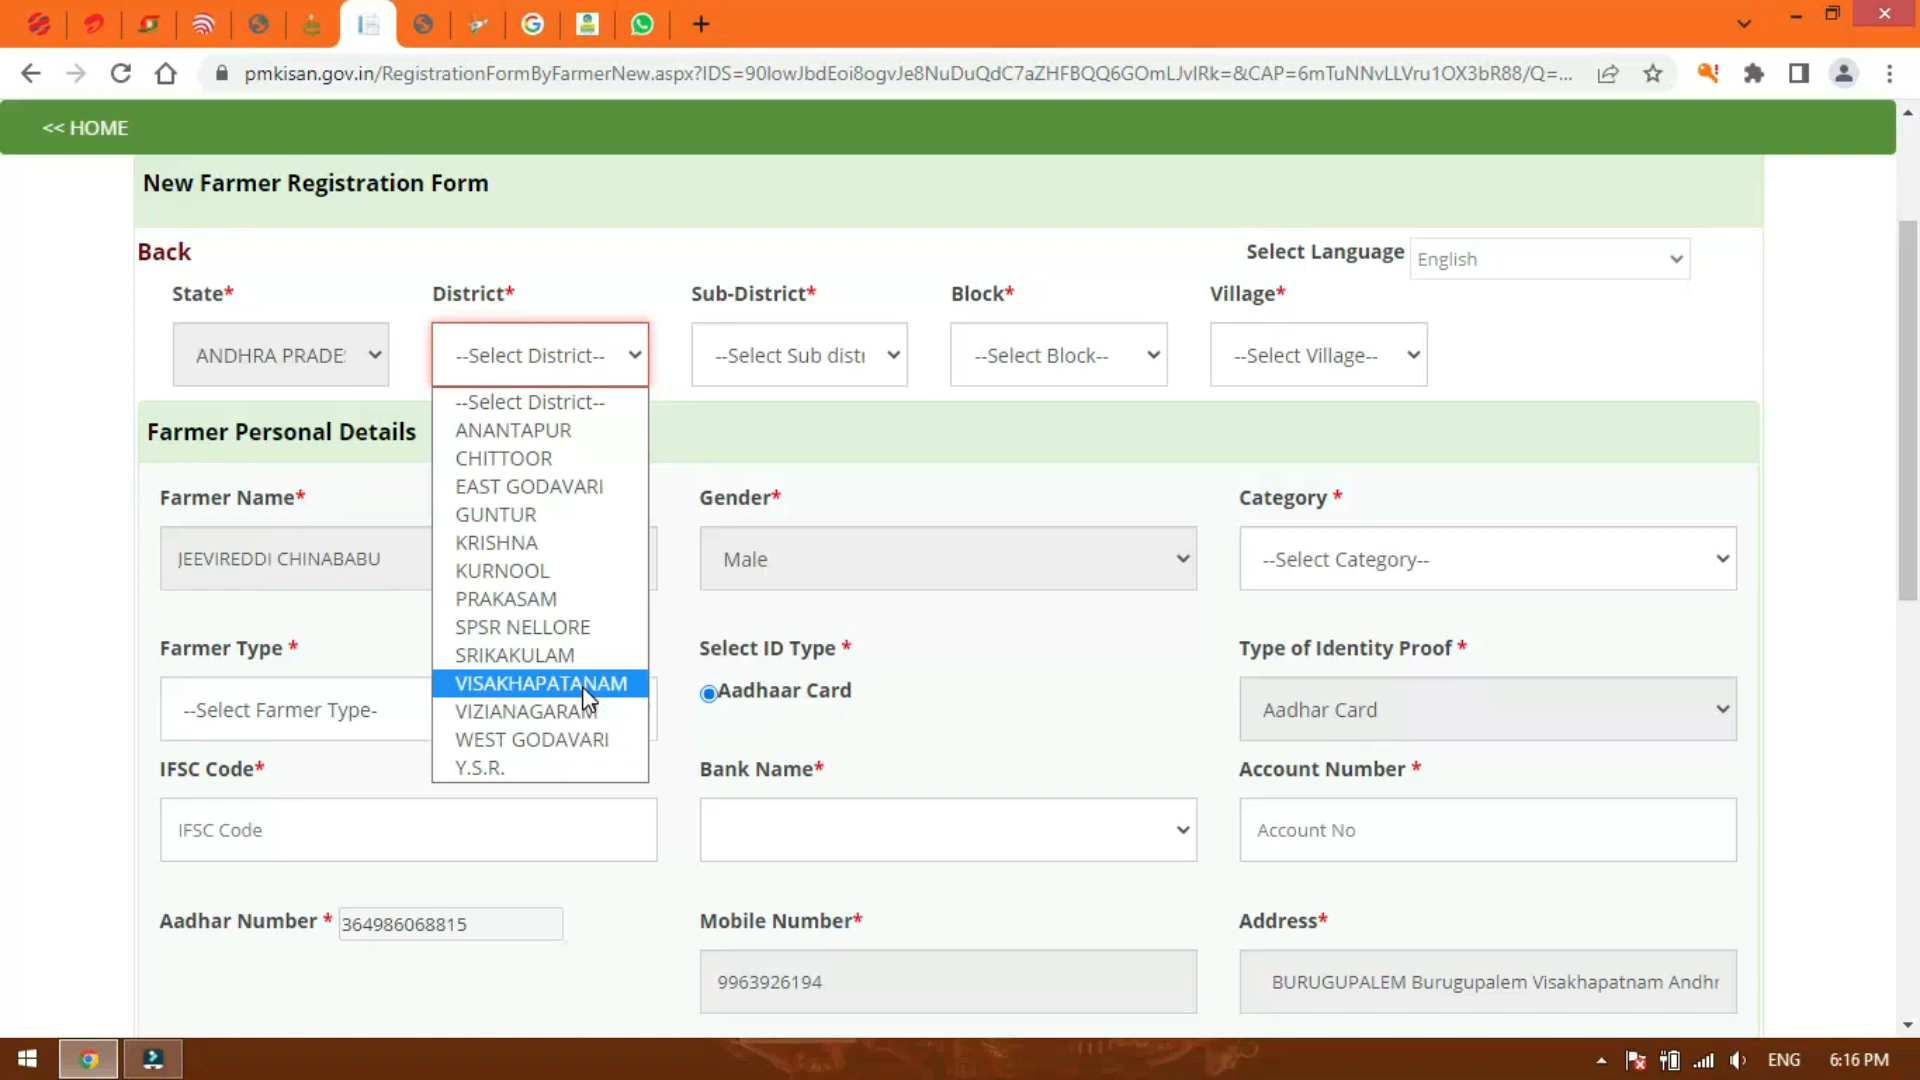 pmkisan.gov.in/RegistrationFormByFarmerNew.aspx?IDS=90lowJbdEoi8ogvJe8NuDuQdC7aZHFBQQ6GOmLJvlRk=&CAP=6mTuNNvLLVru1OX3bR88/Q=...
<< HOME
New Farmer Registration Form
Back
Select Language
English
State*
District*
Sub-District*
Block*
Village*
ANDHRA PRADE
--Select District--
--Select Sub distr
--Select Block--
--Select Village--
--Select District--
ANANTAPUR
CHITTOOR
EAST GODAVARI
GUNTUR
KRISHNA
KURNOOL
PRAKASAM
SPSR NELLORE
SRIKAKULAM
VISAKHAPATANAM
VIZIANAGARAM
WEST GODAVARI
Y.S.R.
Farmer Personal Details
Farmer Name*
Gender*
Category *
JEEVIREDDI CHINABABU
Male
--Select Category--
Farmer Type *
Select ID Type *
Type of Identity Proof *
--Select Farmer Type-
Aadhaar Card
Aadhar Card
IFSC Code*
Bank Name*
Account Number *
IFSC Code
Account No
Aadhar Number *
364986068815
Mobile Number*
Address*
9963926194
BURUGUPALEM Burugupalem Visakhapatnam Andhr
ENG
6:16 PM